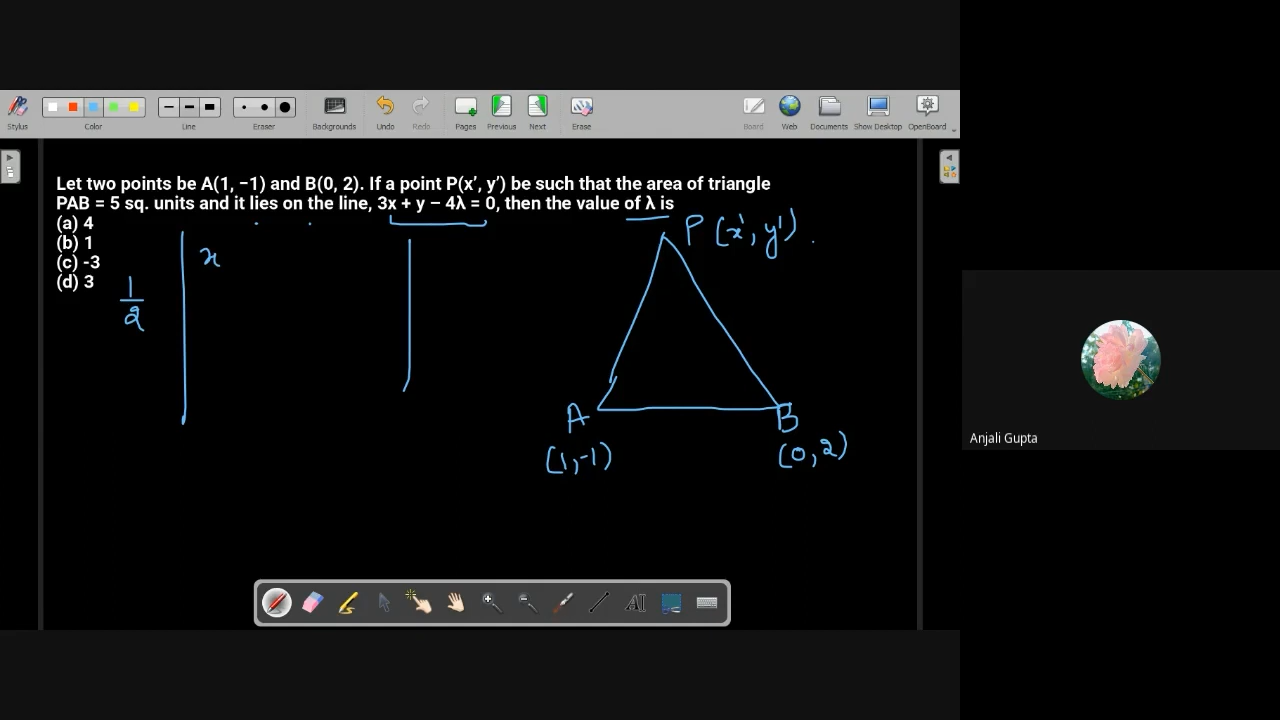 Stylus
Color
Line
Eraser
Backgrounds
Undo
Redo
Pages
Previous
Next
Erase
Board
Web
Documents
Show Desktop
OpenBoard
Let two points be A(1, −1) and B(0, 2). If a point P(x’, y’) be such that the area of triangle
PAB = 5 sq. units and it lies on the line, 3x + y − 4λ = 0, then the value of λ is
(a) 4
(b) 1
(c) -3
(d) 3
1/2
x
P (x', y')
A
(1,-1)
B
(0,2)
AI
Anjali Gupta